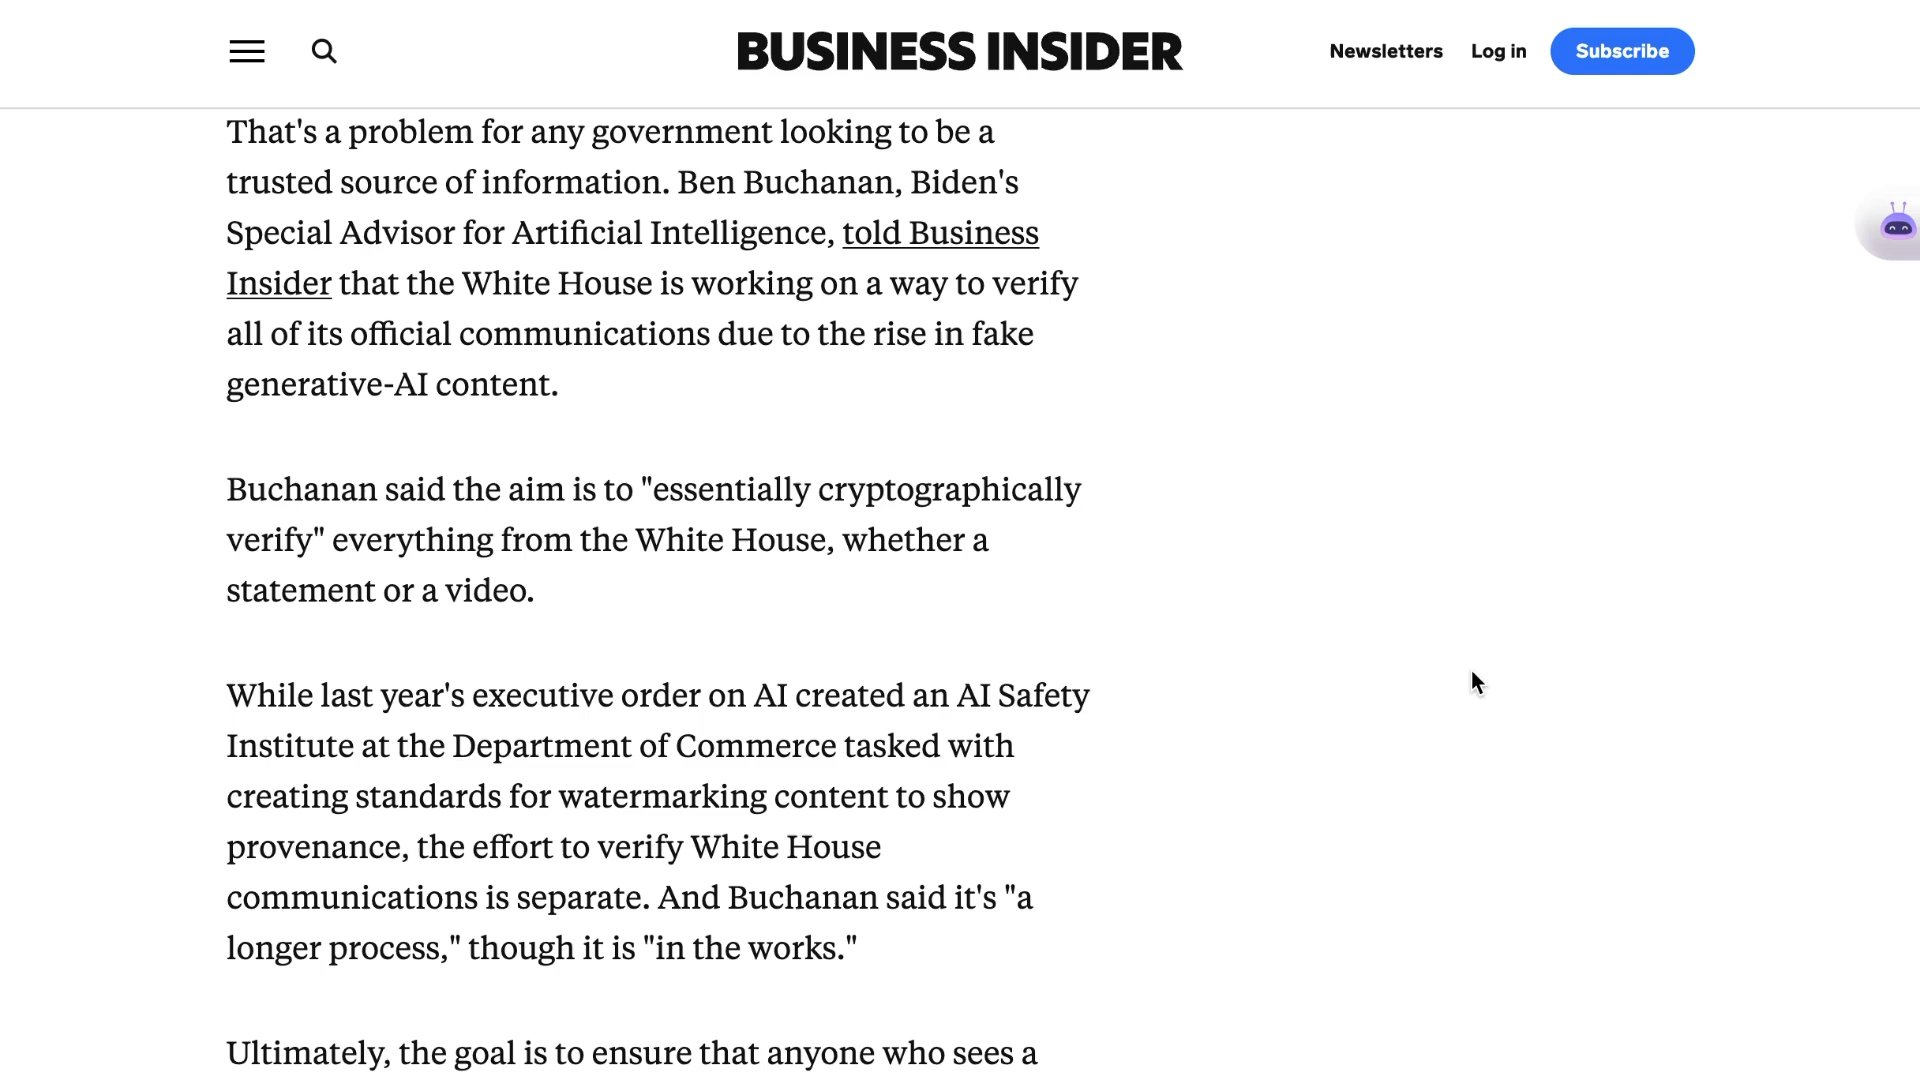 BUSINESS INSIDER
Newsletters
Log in
Subscribe
That's a problem for any government looking to be a
trusted source of information. Ben Buchanan, Biden's
Special Advisor for Artificial Intelligence, told Business
Insider that the White House is working on a way to verify
all of its official communications due to the rise in fake
generative-AI content.
Buchanan said the aim is to "essentially cryptographically
verify" everything from the White House, whether a
statement or a video.
While last year's executive order on AI created an AI Safety
Institute at the Department of Commerce tasked with
creating standards for watermarking content to show
provenance, the effort to verify White House
communications is separate. And Buchanan said it's "a
longer process," though it is "in the works."
Ultimately, the goal is to ensure that anyone who sees a